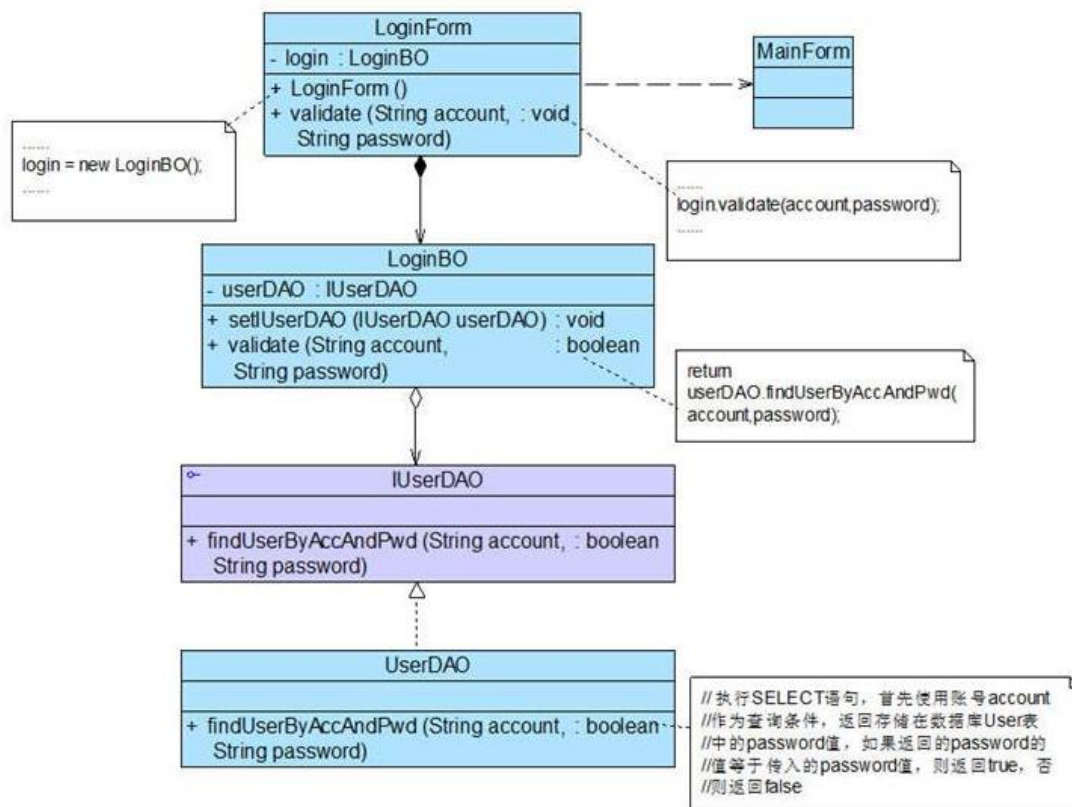 LoginForm
- login : LoginBO
+ LoginForm ()
+ validate (String account, : void
String password)
MainForm
......
login = new LoginBO();
......
......
login.validate(account,password);
......
LoginBO
- userDAO : IUserDAO
+ setIUserDAO (IUserDAO userDAO) : void
+ validate (String account, : boolean
String password)
return
userDAO.findUserByAccAndPwd(
account,password);
IUserDAO
+ findUserByAccAndPwd (String account, : boolean
String password)
UserDAO
+ findUserByAccAndPwd (String account, : boolean
String password)
//执行SELECT语句，首先使用账号account
//作为查询条件，返回存储在数据库User表
//中的password值，如果返回的password的
//值等于传入的password值，则返回true，否
//则返回false